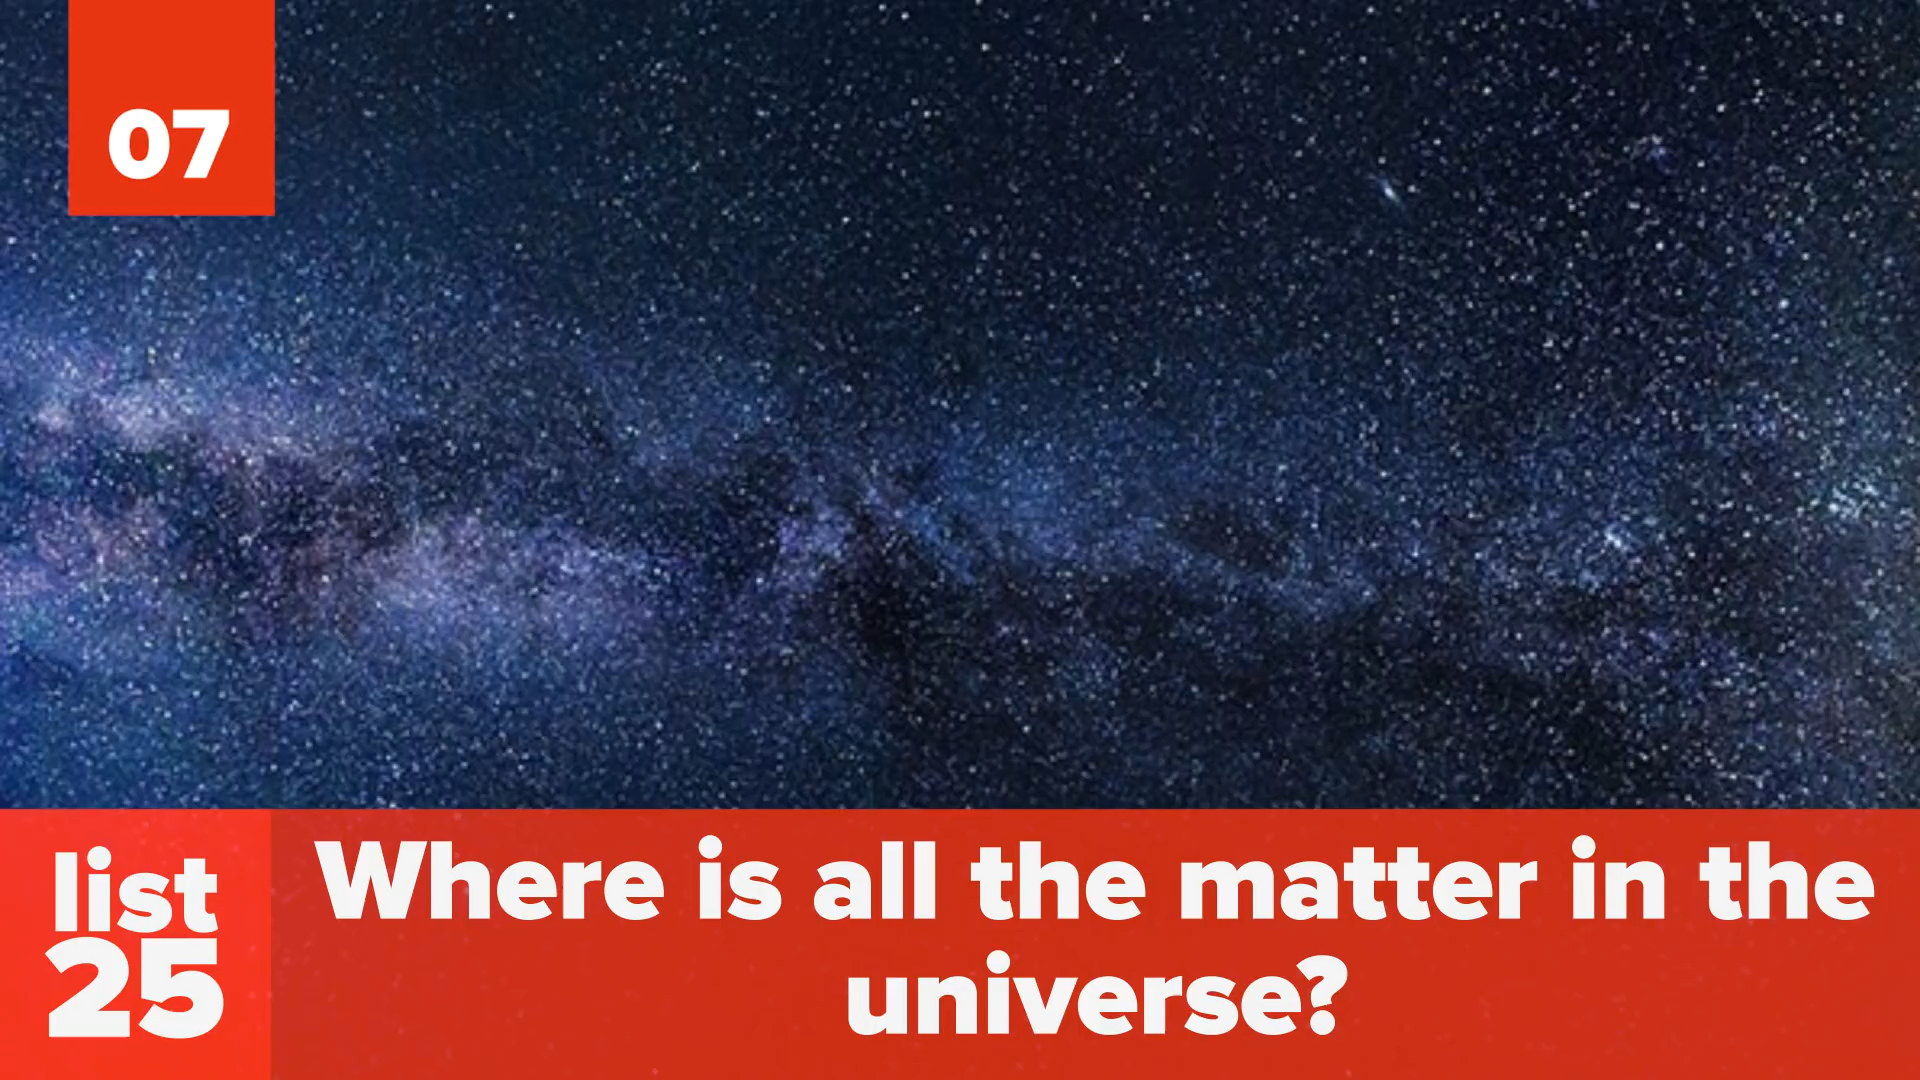 07
list
25
Where is all the matter in the
universe?